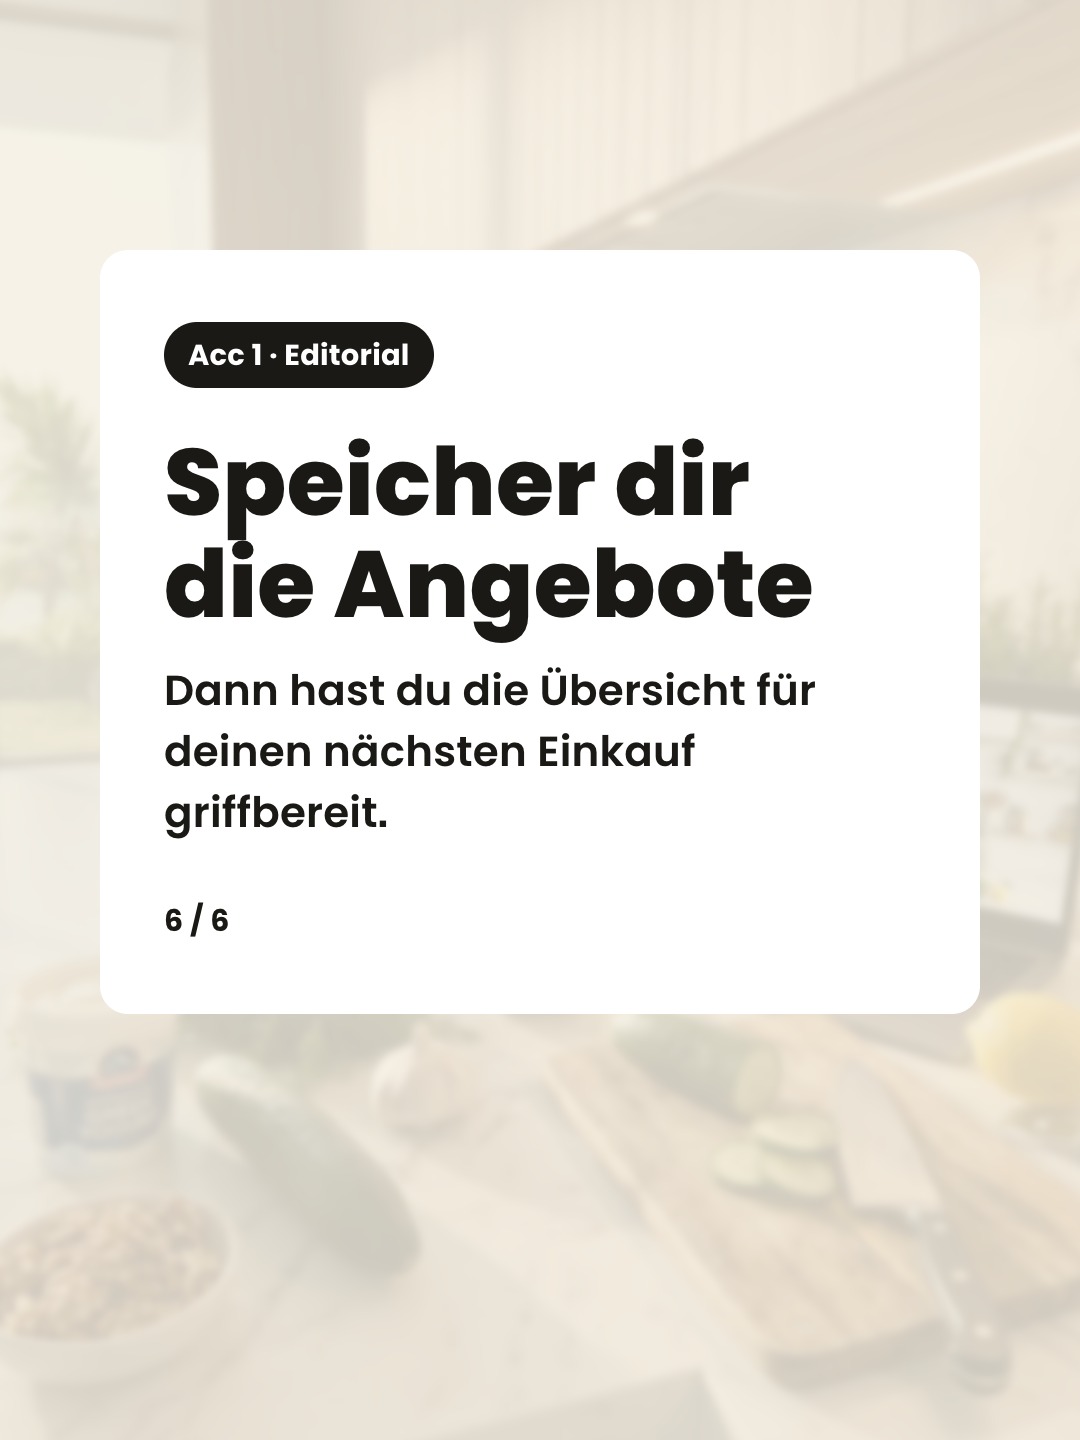 Acc 1 · Editorial
Speicher dir
die Angebote
Dann hast du die Übersicht für
deinen nächsten Einkauf
griffbereit.
6 / 6